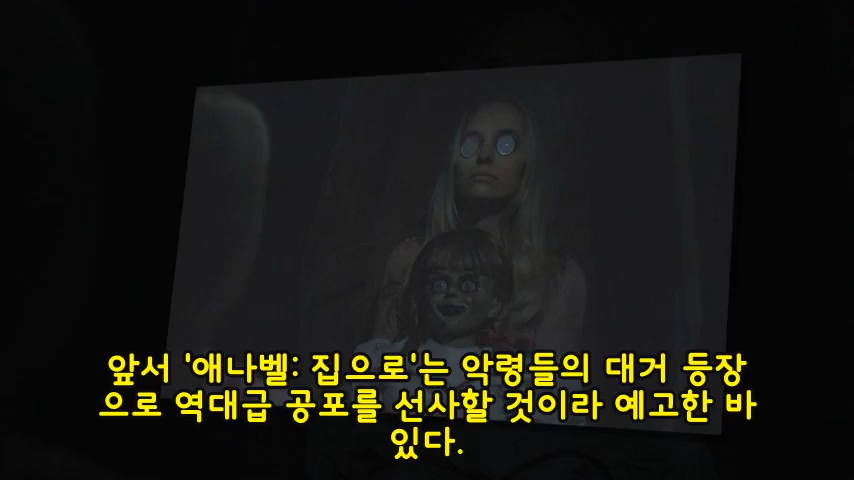 앞서 '애나벨: 집으로'는 악령들의 대거 등장
으로 역대급 공포를 선사할 것이라 예고한 바
있다.